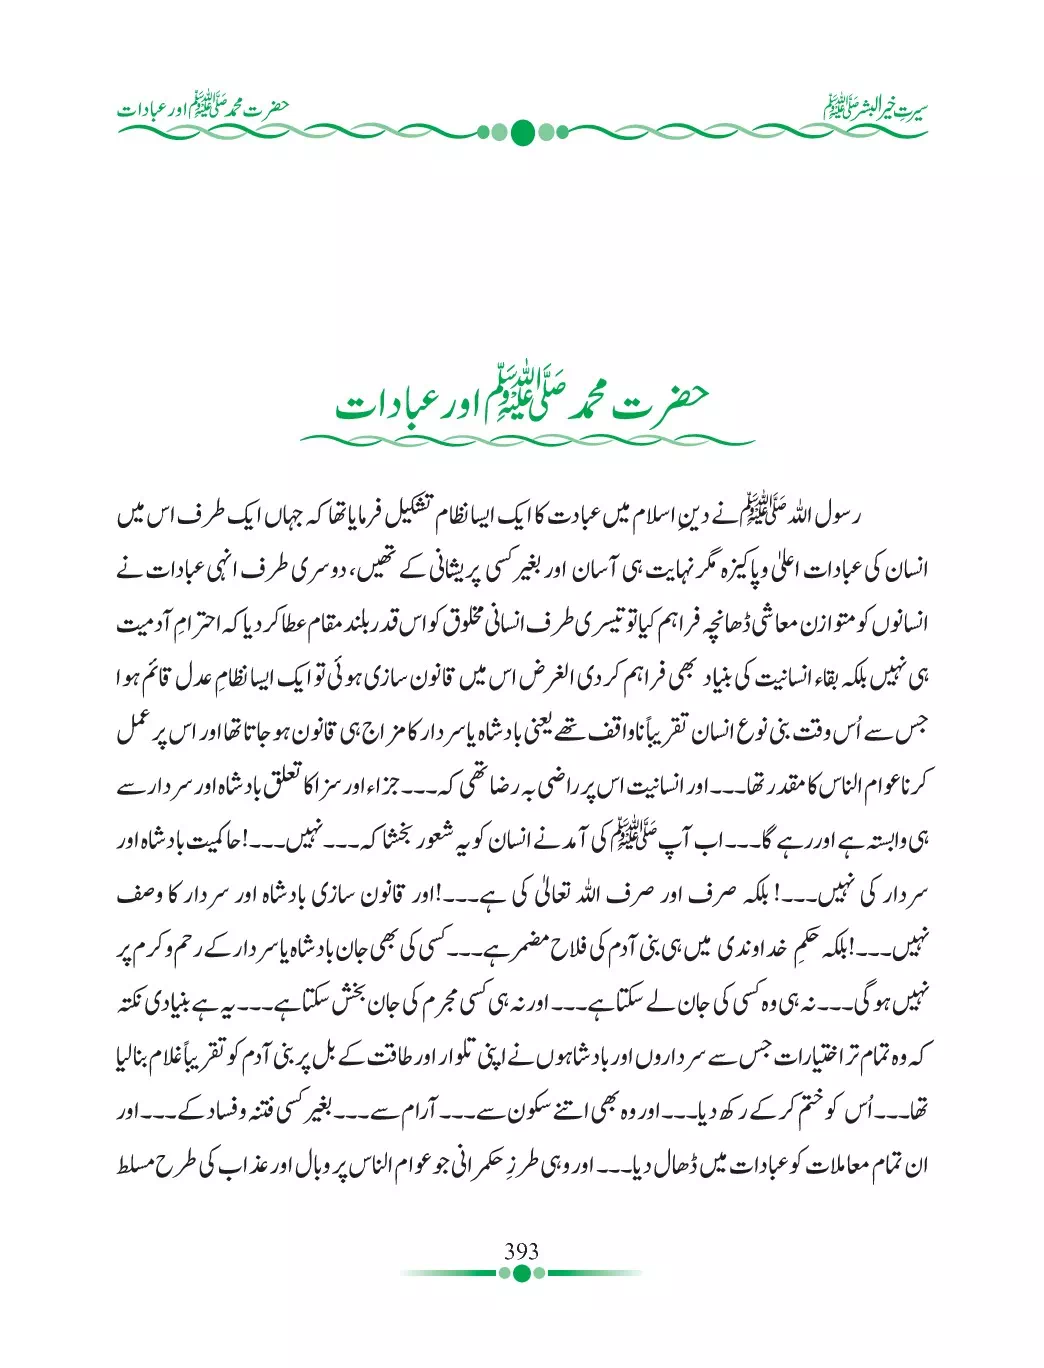 سیرتِ خیرالبشر ﷺ
حضرت محمد ﷺ اور عبادات
حضرت محمد ﷺ اور عبادات
رسول اللہ ﷺ نے دینِ اسلام میں عبادت کا ایک ایسا نظام تشکیل فرمایا تھا کہ جہاں ایک طرف اس میں
انسان کی عبادات اعلیٰ و پاکیزہ مگر نہایت ہی آسان اور بغیر کسی پریشانی کے تھیں، دوسری طرف انہی عبادات نے
انسانوں کو متوازن معاشی ڈھانچہ فراہم کیا تو تیسری طرف انسانی مخلوق کو اس قدر بلند مقام عطا کر دیا کہ احترامِ آدمیت
ہی نہیں بلکہ بقاء انسانیت کی بنیاد بھی فراہم کر دی الغرض اس میں قانون سازی ہوئی تو ایک ایسا نظامِ عدل قائم ہوا
جس سے اُس وقت بنی نوع انسان تقریباً ناواقف تھے یعنی بادشاہ یا سردار کا مزاج ہی قانون ہو جاتا تھا اور اس پر عمل
کرنا عوام الناس کا مقدر تھا۔۔۔اور انسانیت اس پر راضی بہ رضا تھی کہ۔۔۔جزاء اور سزا کا تعلق بادشاہ اور سردار سے
ہی وابستہ ہے اور رہے گا۔۔۔اب آپ ﷺ کی آمد نے انسان کو یہ شعور بخشا کہ۔۔۔نہیں۔۔۔!حاکمیت بادشاہ اور
سردار کی نہیں۔۔۔! بلکہ صرف اور صرف اللہ تعالیٰ کی ہے۔۔۔!اور قانون سازی بادشاہ اور سردار کا وصف
نہیں۔۔۔!بلکہ حکمِ خداوندی میں ہی بنی آدم کی فلاح مضمر ہے۔۔۔کسی کی بھی جان بادشاہ یا سردار کے رحم و کرم پر
نہیں ہو گی۔۔۔نہ ہی وہ کسی کی جان لے سکتا ہے۔۔۔اور نہ ہی کسی مجرم کی جان بخش سکتا ہے۔۔۔یہ ہے بنیادی نکتہ
کہ وہ تمام تر اختیارات جس سے سرداروں اور بادشاہوں نے اپنی تلوار اور طاقت کے بل پر بنی آدم کو تقریباً غلام بنا لیا
تھا۔۔۔اُس کو ختم کر کے رکھ دیا۔۔۔اور وہ بھی اتنے سکون سے۔۔۔آرام سے۔۔۔بغیر کسی فتنہ و فساد کے۔۔۔اور
ان تمام معاملات کو عبادات میں ڈھال دیا۔۔۔اور وہی طرزِ حکمرانی جو عوام الناس پر وبال اور عذاب کی طرح مسلط
393